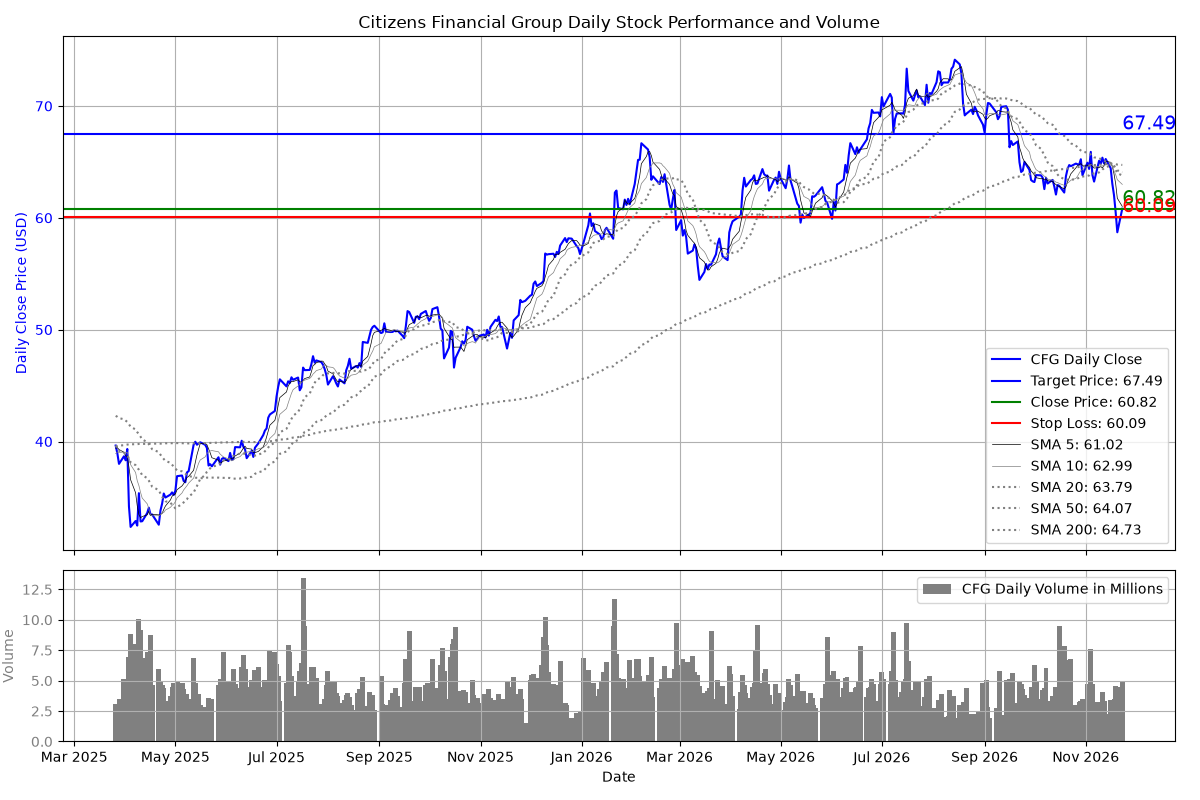 Citizens Financial Group Daily Stock Performance and Volume
70
60
50
40
Daily Close Price (USD)
67.49
60.82
60.09
CFG Daily Close
Target Price: 67.49
Close Price: 60.82
Stop Loss: 60.09
SMA 5: 61.02
SMA 10: 62.99
SMA 20: 63.79
SMA 50: 64.07
SMA 200: 64.73
12.5
10.0
7.5
5.0
2.5
0.0
Volume
CFG Daily Volume in Millions
Mar 2025 May 2025 Jul 2025 Sep 2025 Nov 2025 Jan 2026 Mar 2026 May 2026 Jul 2026 Sep 2026 Nov 2026
Date